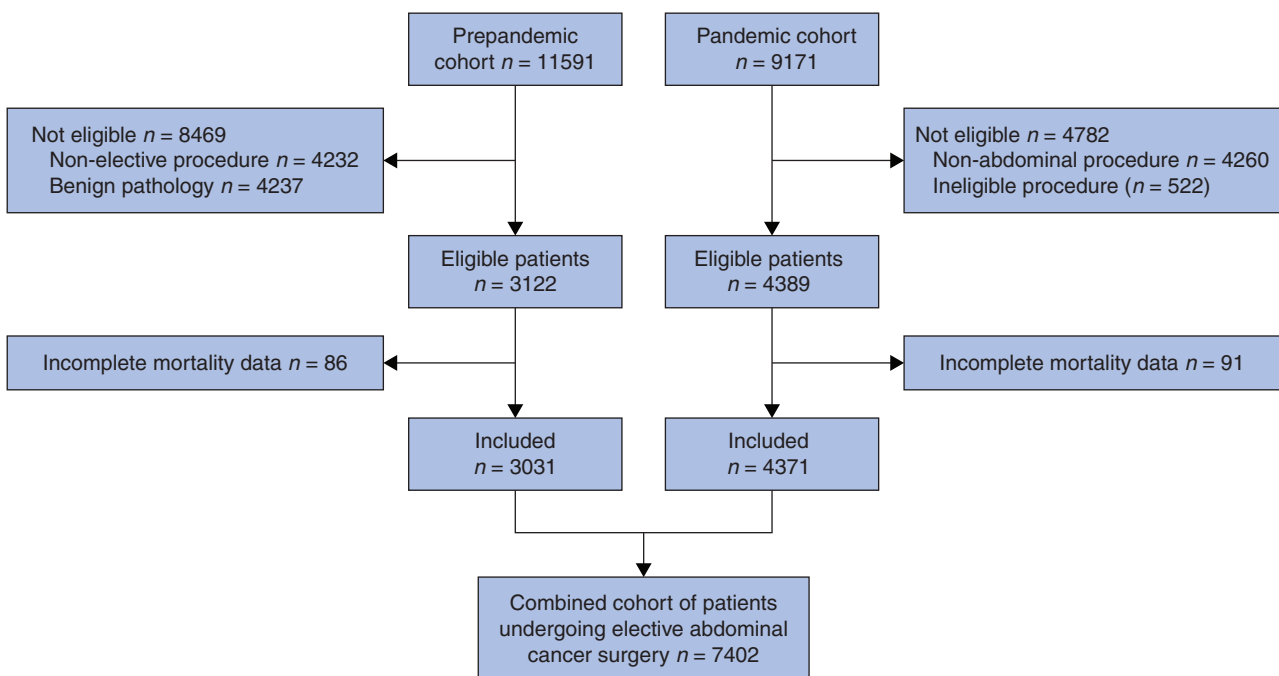 Prepandemic
cohort n = 11591
Pandemic cohort
n = 9171
Not eligible n = 8469
Non-elective procedure n = 4232
Benign pathology n = 4237
Not eligible n = 4782
Non-abdominal procedure n = 4260
Ineligible procedure (n = 522)
Eligible patients
n = 3122
Eligible patients
n = 4389
Incomplete mortality data n = 86
Incomplete mortality data n = 91
Included
n = 3031
Included
n = 4371
Combined cohort of patients
undergoing elective abdominal
cancer surgery n = 7402